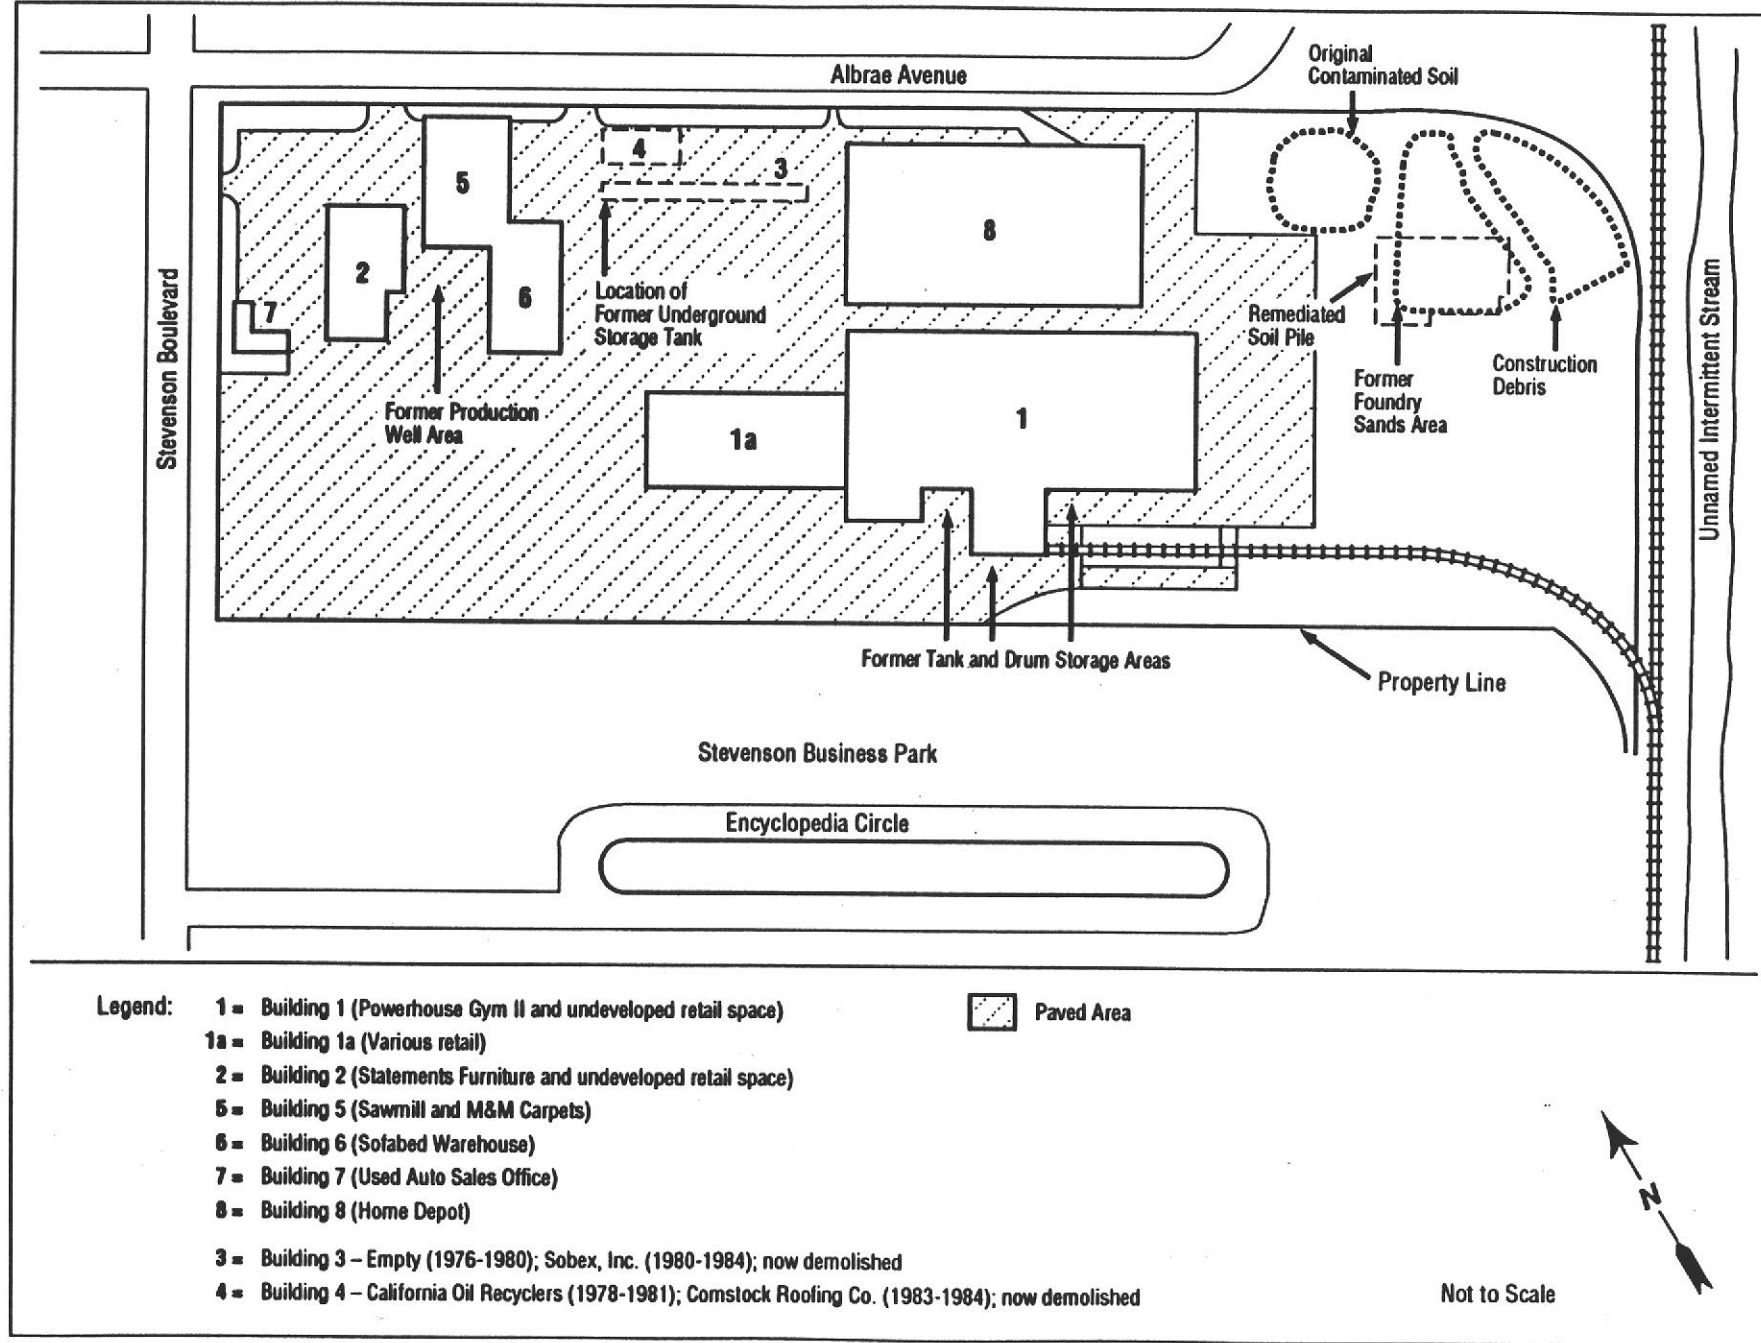 Albrae Avenue
Original
Contaminated Soil
4
3
5
8
2
6
7
Location of
Former Underground
Storage Tank
Remediated
Soil Pile
Former
Foundry
Sands Area
Construction
Debris
Former Production
Well Area
1a
1
Stevenson Boulevard
Unnamed Intermittent Stream
Former Tank and Drum Storage Areas
Property Line
Stevenson Business Park
Encyclopedia Circle
Legend:
1 = Building 1 (Powerhouse Gym II and undeveloped retail space)
1a = Building 1a (Various retail)
2 = Building 2 (Statements Furniture and undeveloped retail space)
5 = Building 5 (Sawmill and M&M Carpets)
6 = Building 6 (Sofabed Warehouse)
7 = Building 7 (Used Auto Sales Office)
8 = Building 8 (Home Depot)
3 = Building 3 – Empty (1976-1980); Sobex, Inc. (1980-1984); now demolished
4 = Building 4 – California Oil Recyclers (1978-1981); Comstock Roofing Co. (1983-1984); now demolished
Paved Area
N
Not to Scale